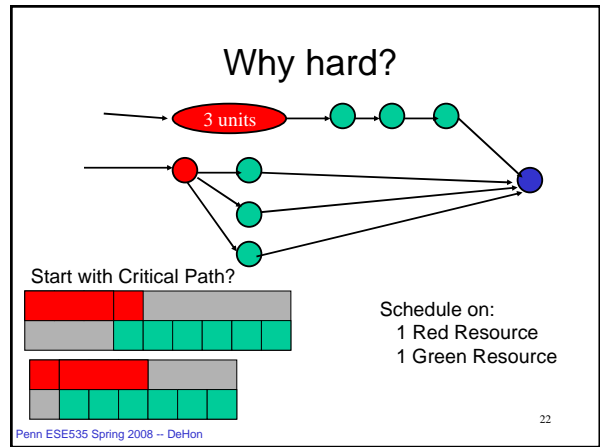 Why hard?
3 units
Start with Critical Path?
Schedule on:
1 Red Resource
1 Green Resource
Penn ESE535 Spring 2008 -- DeHon
22